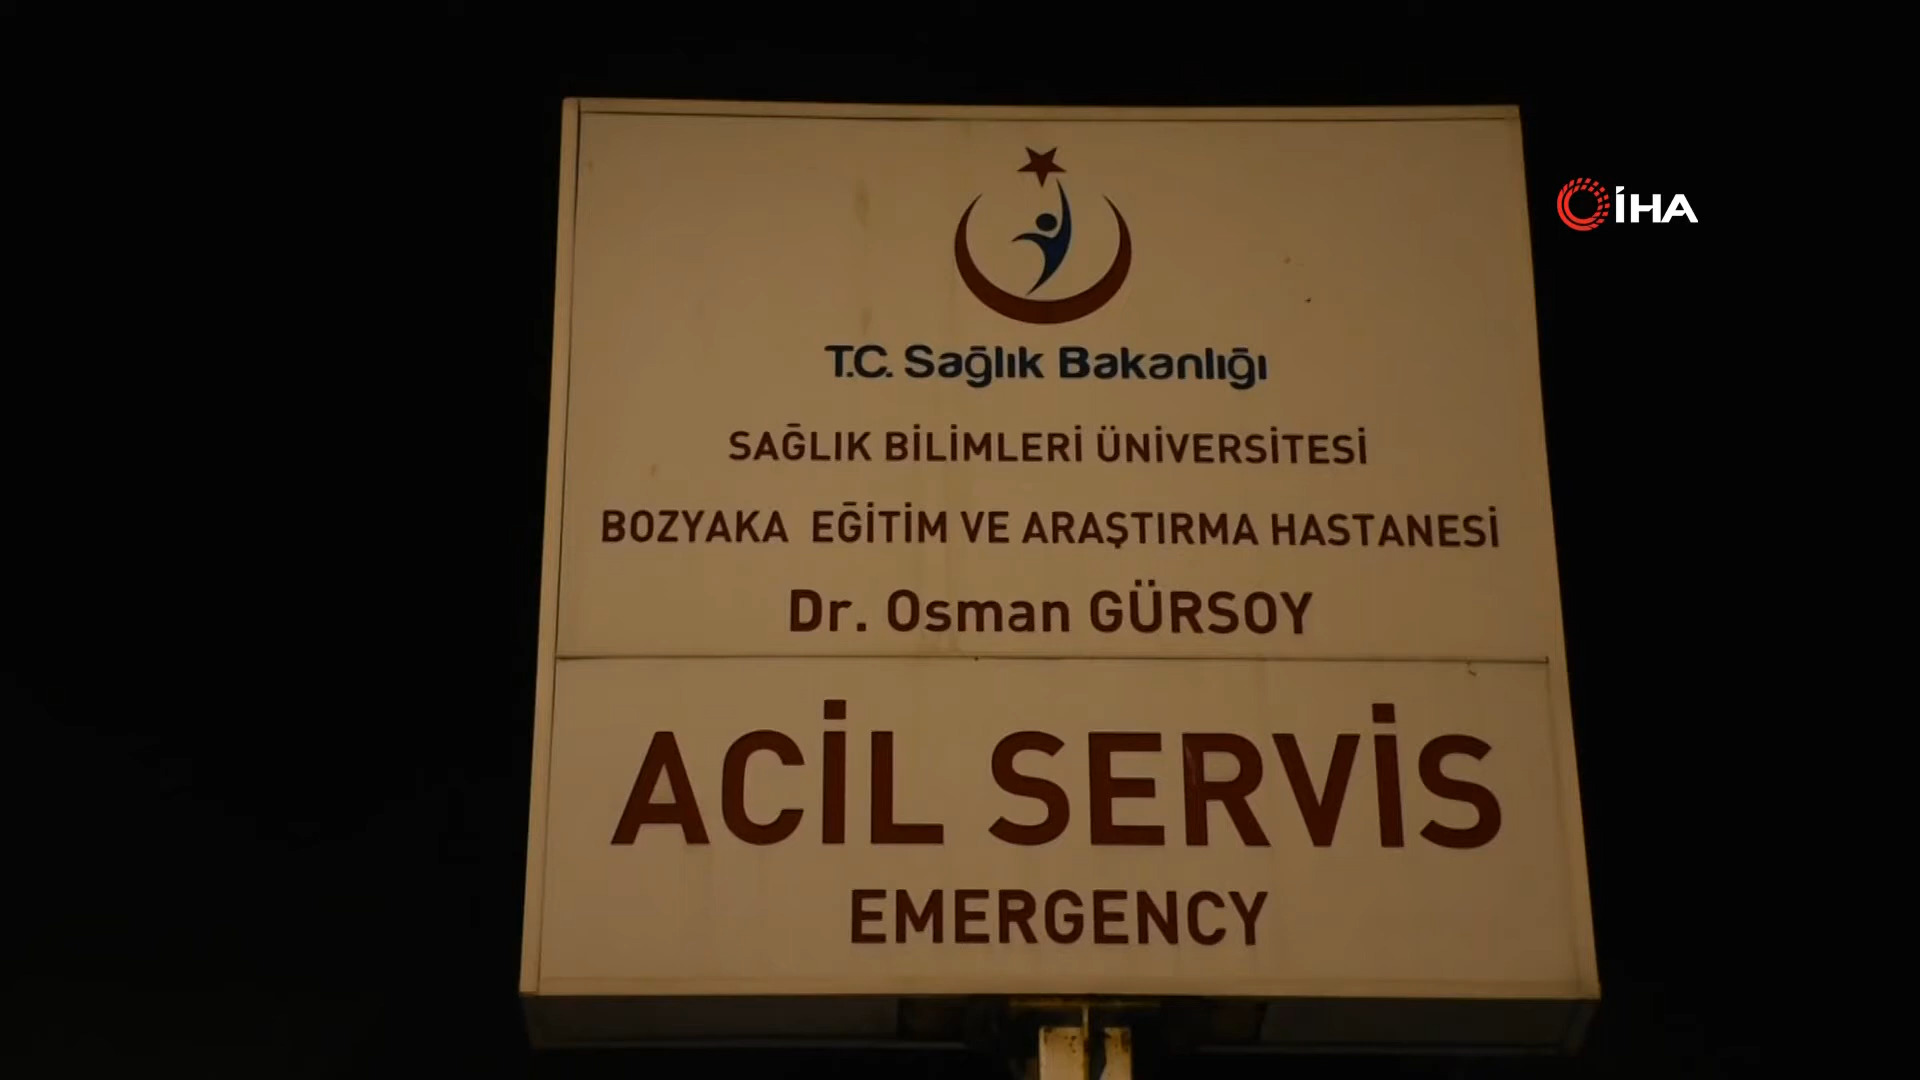 İHA
T.C. Sağlık Bakanlığı
SAĞLIK BİLİMLERİ ÜNİVERSİTESİ
BOZYAKA EĞİTİM VE ARAŞTIRMA HASTANESİ
Dr. Osman GÜRSOY
ACİL SERVİS
EMERGENCY